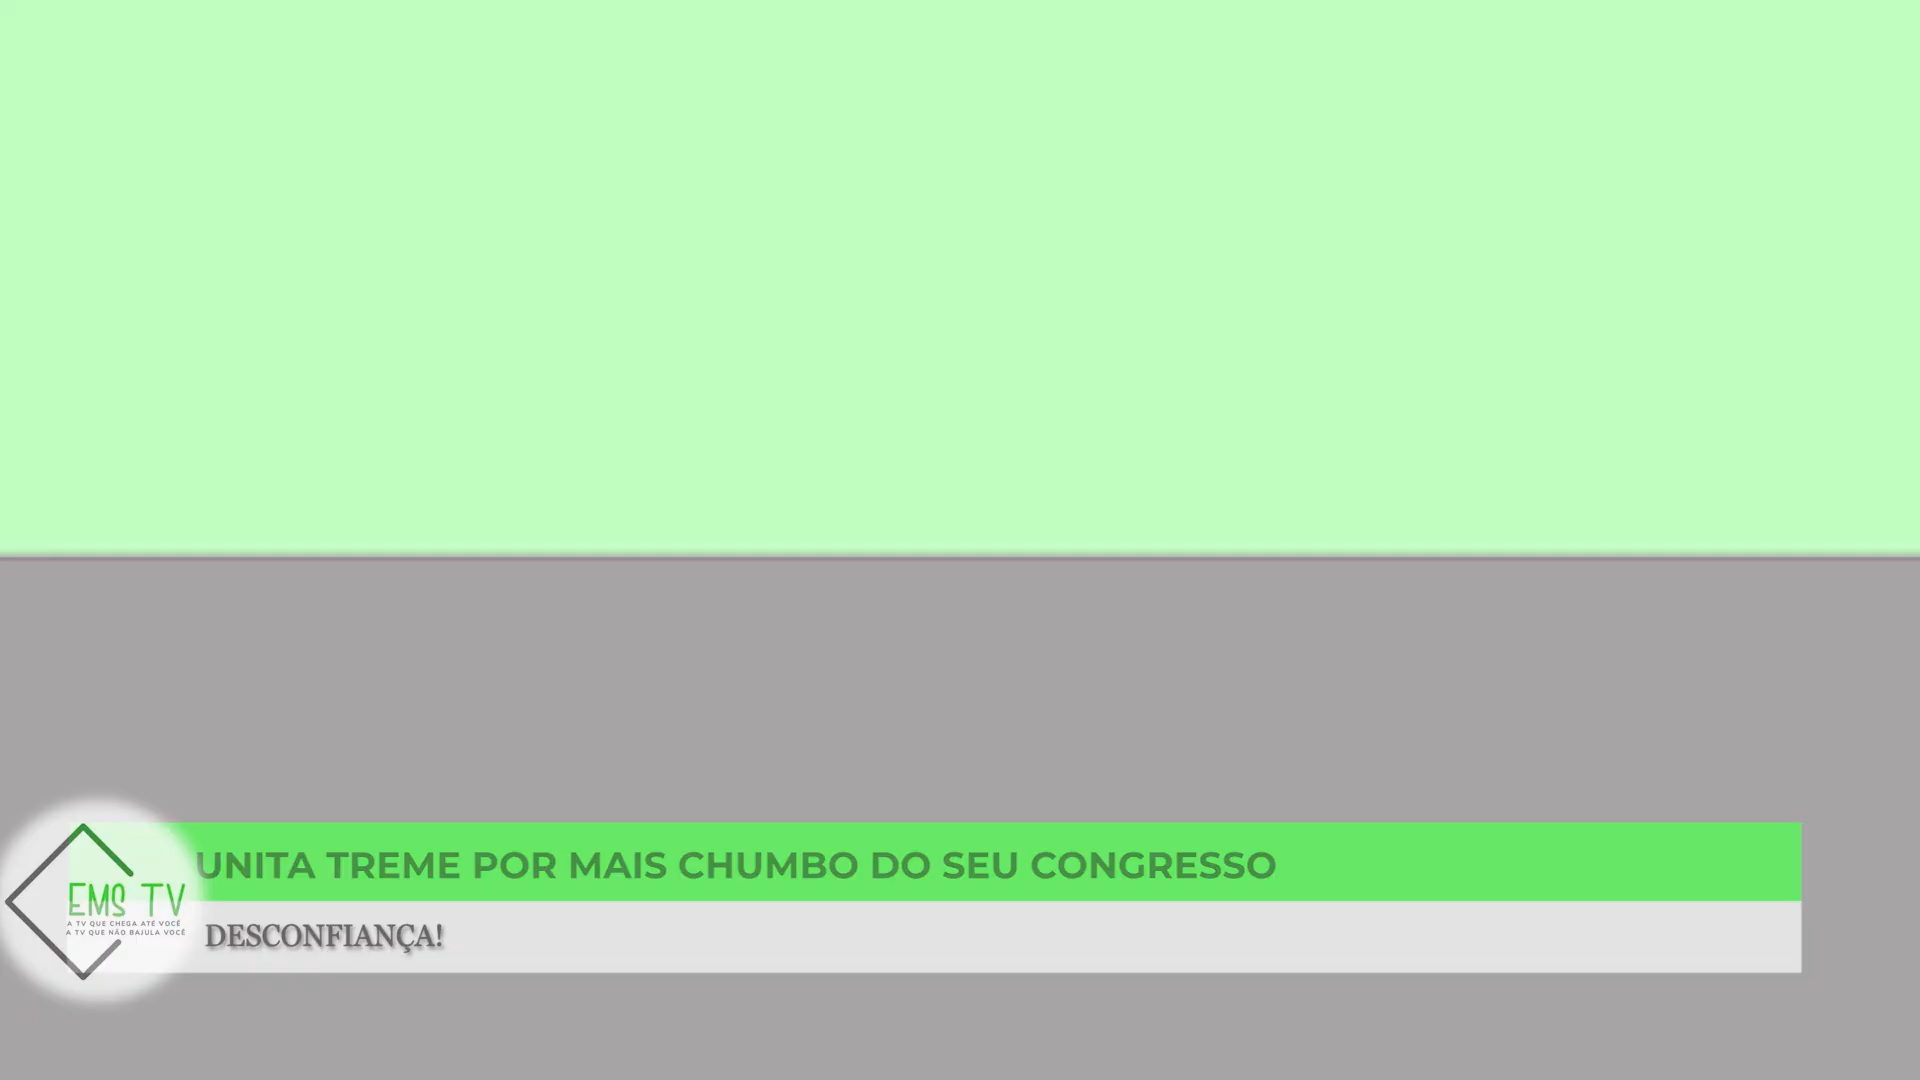 UNITA TREME POR MAIS CHUMBO DO SEU CONGRESSO
EMS TV
A TV QUE CHEGA ATÉ VOCÊ
A TV QUE NÃO BAJULA VOCÊ
DESCONFIANÇA!